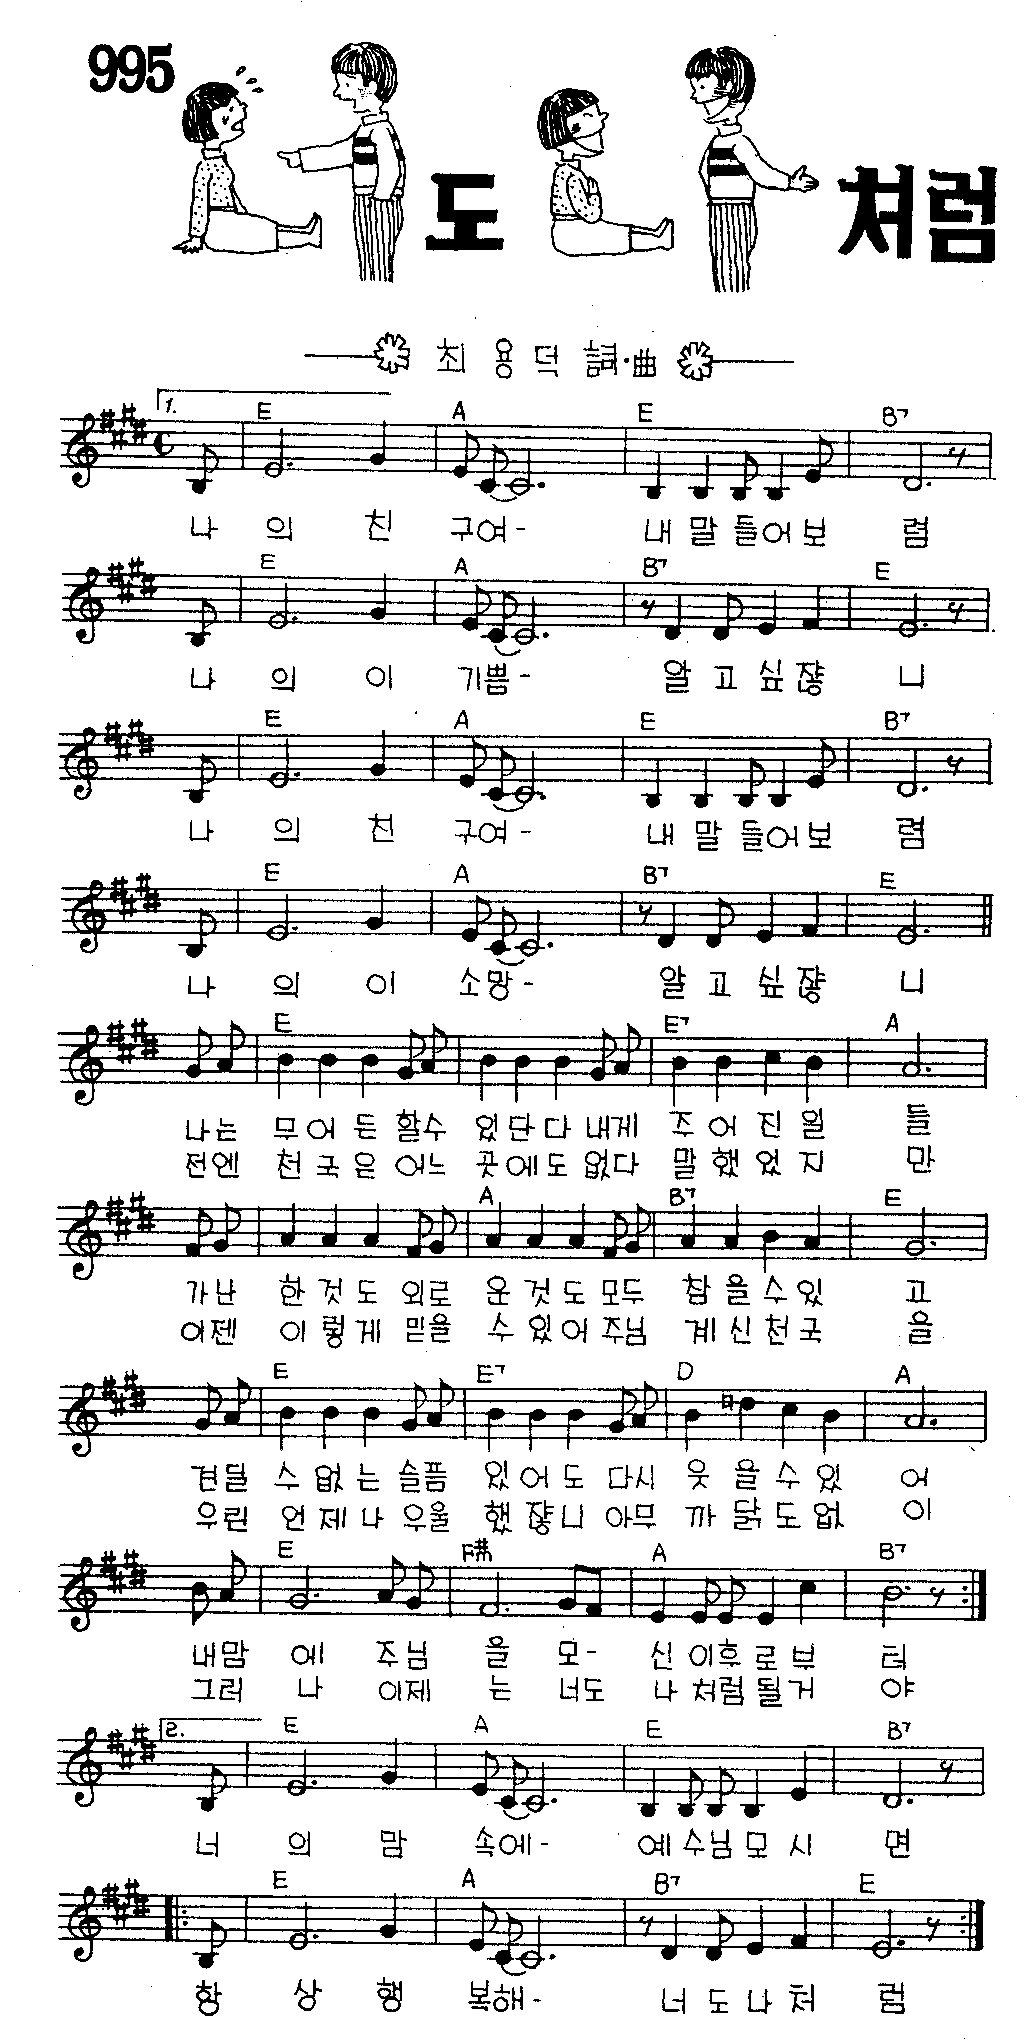 995
도 처럼
최용덕 詞·曲
1.
E A E B7
나의 친구여- 내 말 들어보렴
E A B7 E
나의 이 기쁨- 알고 싶잖니
E A E B7
나의 친구여- 내 말 들어보렴
E A B7 E
나의 이 소망- 알고 싶잖니
E E7 A
나는 무어든 할수 있단다 내게 주어진 일들
전엔 천국은 어느 곳에도 없다 말했었지만
A B7 E
가난한 것도 외로운 것도 모두 참을수 있고
이젠 이렇게 믿을 수 있어 주님 계신 천국을
E E7 D A
견딜 수 없는 슬픔 있어도 다시 웃을수 있어
우린 언제나 우울했잖니 아무 까닭도 없이
E F# A B7
내맘에 주님을 모- 신 이후로부터
그러나 이제는 너도 나처럼 될거야
2.
E A E B7
너의 맘속에- 예수님 모시면
E A B7 E
항상 행복해- 너도 나처럼